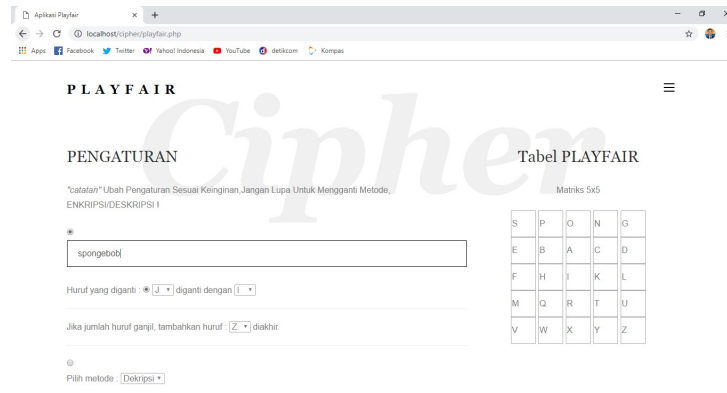 Aplikasi Playfair
localhost/cipher/playfair.php
Apps Facebook Twitter Yahoo! Indonesia YouTube detikcom Kompas
PLAYFAIR
Cipher
PENGATURAN
"catatan" Ubah Pengaturan Sesuai Keinginan,Jangan Lupa Untuk Mengganti Metode,
ENKRIPSI/DESKRIPSI !
spongebob
Huruf yang diganti : J diganti dengan I
Jika jumlah huruf ganjil, tambahkan huruf : Z diakhir.
Pilih metode : Dekripsi
Tabel PLAYFAIR
Matriks 5x5
S P O N G
E B A C D
F H I K L
M Q R T U
V W X Y Z